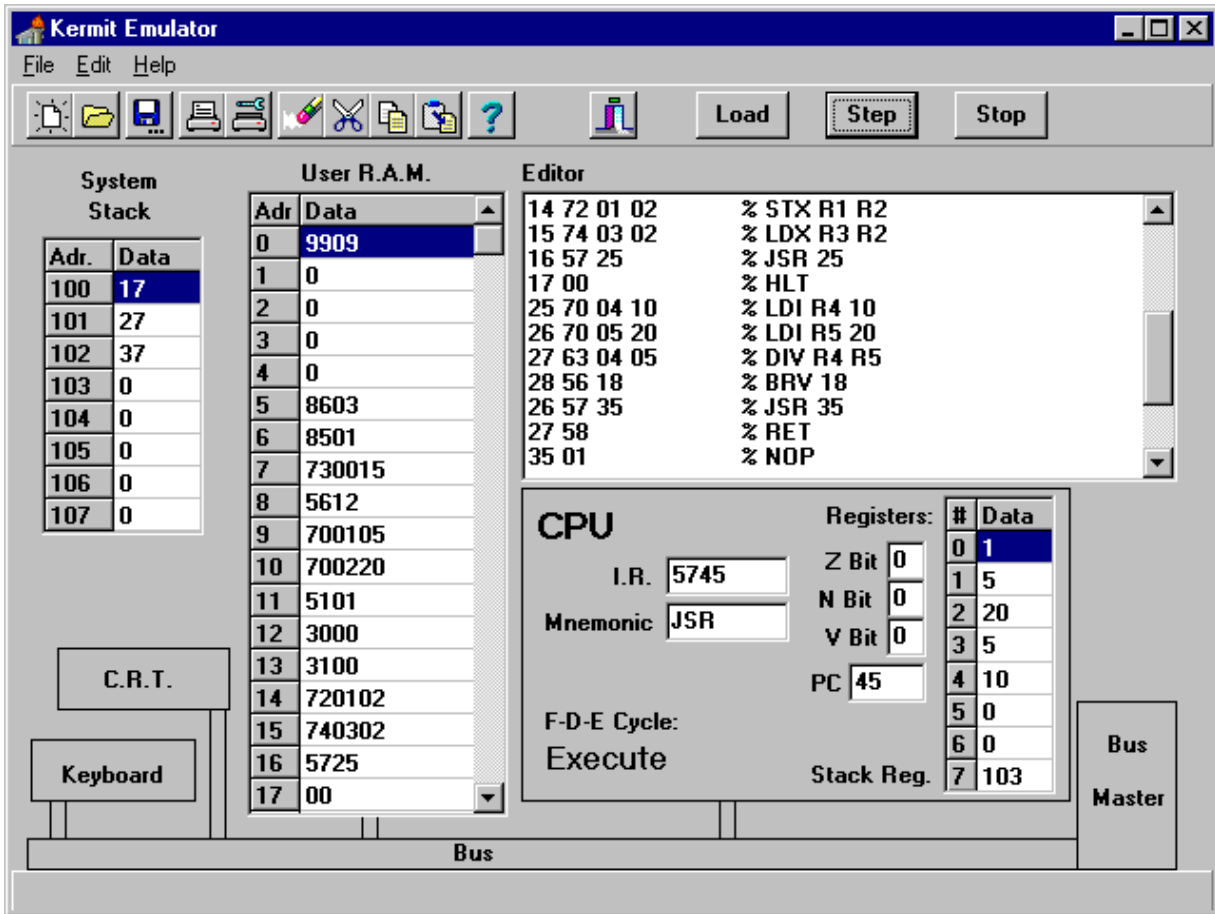 Kermit Emulator
File Edit Help
Load Step Stop
System
Stack
Adr. Data
100 17
101 27
102 37
103 0
104 0
105 0
106 0
107 0
User R.A.M.
Adr Data
0 9909
1 0
2 0
3 0
4 0
5 8603
6 8501
7 730015
8 5612
9 700105
10 700220
11 5101
12 3000
13 3100
14 720102
15 740302
16 5725
17 00
Editor
14 72 01 02 % STX R1 R2
15 74 03 02 % LDX R3 R2
16 57 25 % JSR 25
17 00 % HLT
25 70 04 10 % LDI R4 10
26 70 05 20 % LDI R5 20
27 63 04 05 % DIV R4 R5
28 56 18 % BRV 18
26 57 35 % JSR 35
27 58 % RET
35 01 % NOP
CPU
I.R. 5745
Mnemonic JSR
F-D-E Cycle:
Execute
Registers:
Z Bit 0
N Bit 0
V Bit 0
PC 45
Stack Reg.
# Data
0 1
1 5
2 20
3 5
4 10
5 0
6 0
7 103
C.R.T.
Keyboard
Bus
Bus
Master